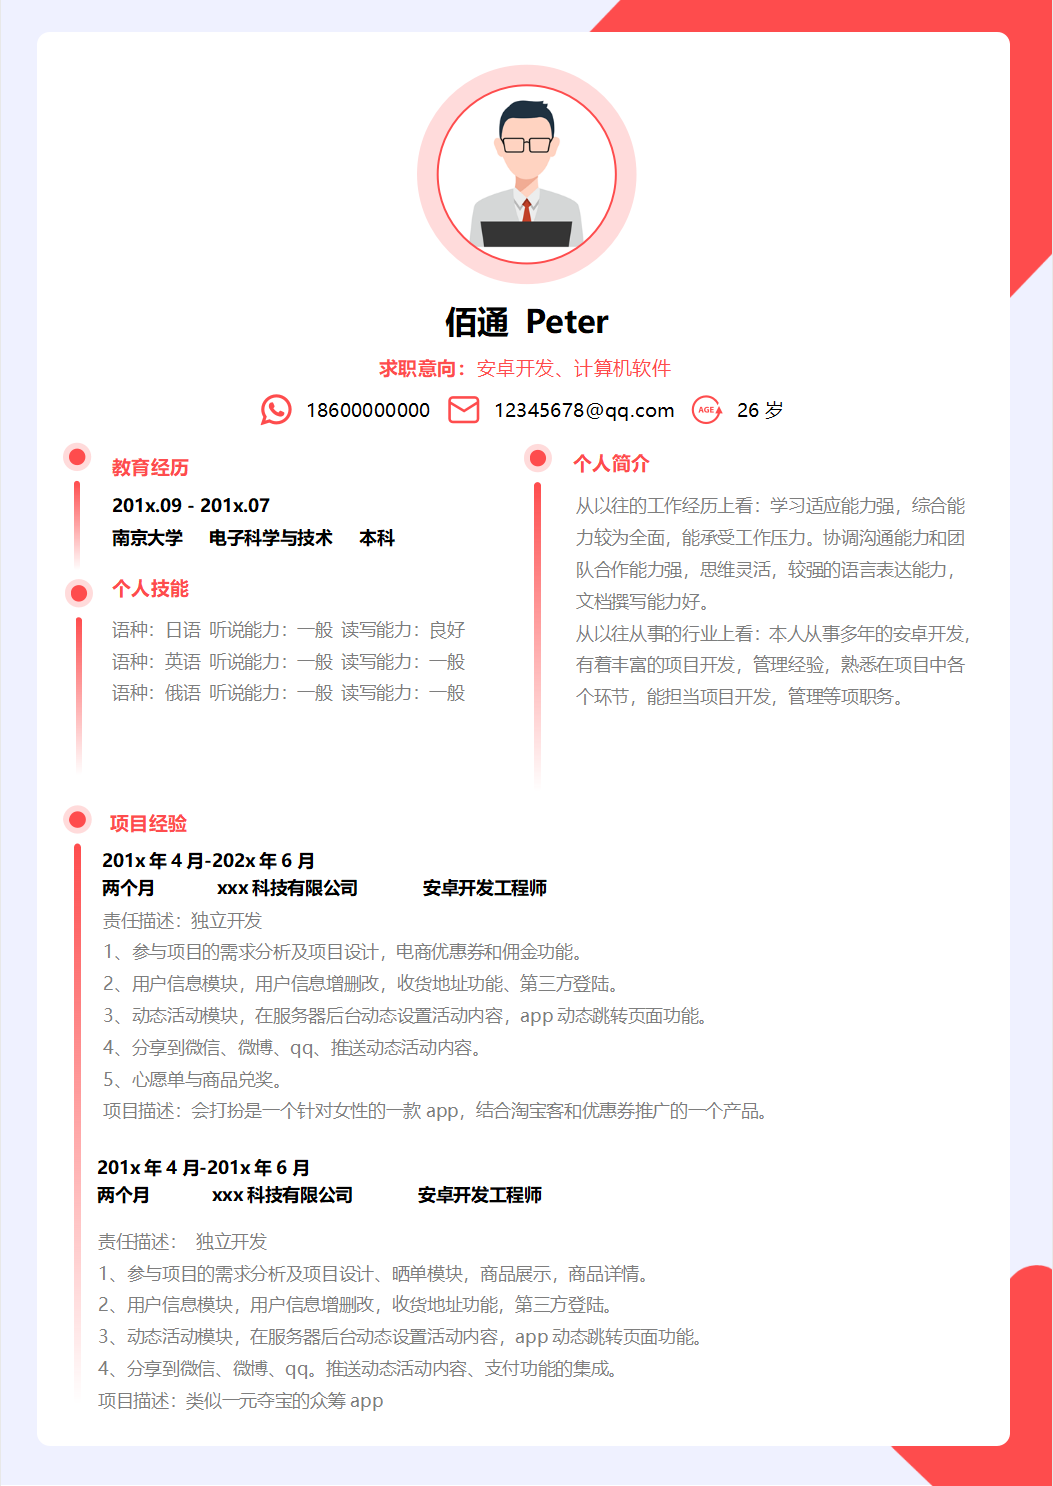 佰通 Peter
求职意向：安卓开发、计算机软件
18600000000 12345678@qq.com AGE 26 岁
教育经历
201x.09 - 201x.07
南京大学 电子科学与技术 本科
个人技能
语种：日语 听说能力：一般 读写能力：良好
语种：英语 听说能力：一般 读写能力：一般
语种：俄语 听说能力：一般 读写能力：一般
个人简介
从以往的工作经历上看：学习适应能力强，综合能
力较为全面，能承受工作压力。协调沟通能力和团
队合作能力强，思维灵活，较强的语言表达能力，
文档撰写能力好。
从以往从事的行业上看：本人从事多年的安卓开发，
有着丰富的项目开发，管理经验，熟悉在项目中各
个环节，能担当项目开发，管理等项职务。
项目经验
201x 年 4 月-202x 年 6 月
两个月 xxx 科技有限公司 安卓开发工程师
责任描述：独立开发
1、参与项目的需求分析及项目设计，电商优惠券和佣金功能。
2、用户信息模块，用户信息增删改，收货地址功能、第三方登陆。
3、动态活动模块，在服务器后台动态设置活动内容，app 动态跳转页面功能。
4、分享到微信、微博、qq、推送动态活动内容。
5、心愿单与商品兑奖。
项目描述：会打扮是一个针对女性的一款 app，结合淘宝客和优惠券推广的一个产品。
201x 年 4 月-201x 年 6 月
两个月 xxx 科技有限公司 安卓开发工程师
责任描述： 独立开发
1、参与项目的需求分析及项目设计、晒单模块，商品展示，商品详情。
2、用户信息模块，用户信息增删改，收货地址功能，第三方登陆。
3、动态活动模块，在服务器后台动态设置活动内容，app 动态跳转页面功能。
4、分享到微信、微博、qq。推送动态活动内容、支付功能的集成。
项目描述：类似一元夺宝的众筹 app